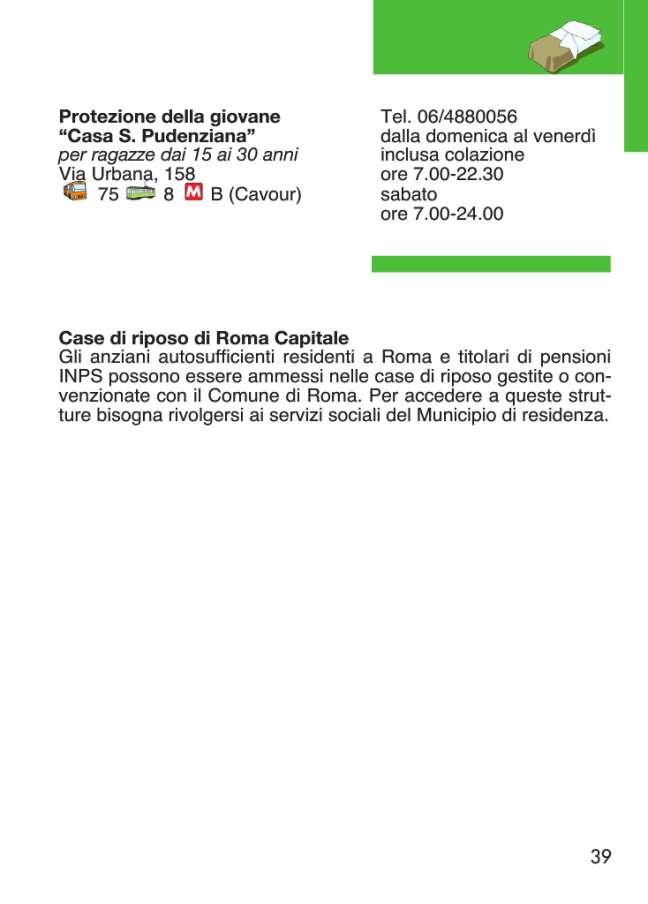 Protezione della giovane
“Casa S. Pudenziana”
per ragazze dai 15 ai 30 anni
Via Urbana, 158
75 8 M B (Cavour)
Tel. 06/4880056
dalla domenica al venerdì
inclusa colazione
ore 7.00-22.30
sabato
ore 7.00-24.00
Case di riposo di Roma Capitale
Gli anziani autosufficienti residenti a Roma e titolari di pensioni
INPS possono essere ammessi nelle case di riposo gestite o con-
venzionate con il Comune di Roma. Per accedere a queste strut-
ture bisogna rivolgersi ai servizi sociali del Municipio di residenza.
39